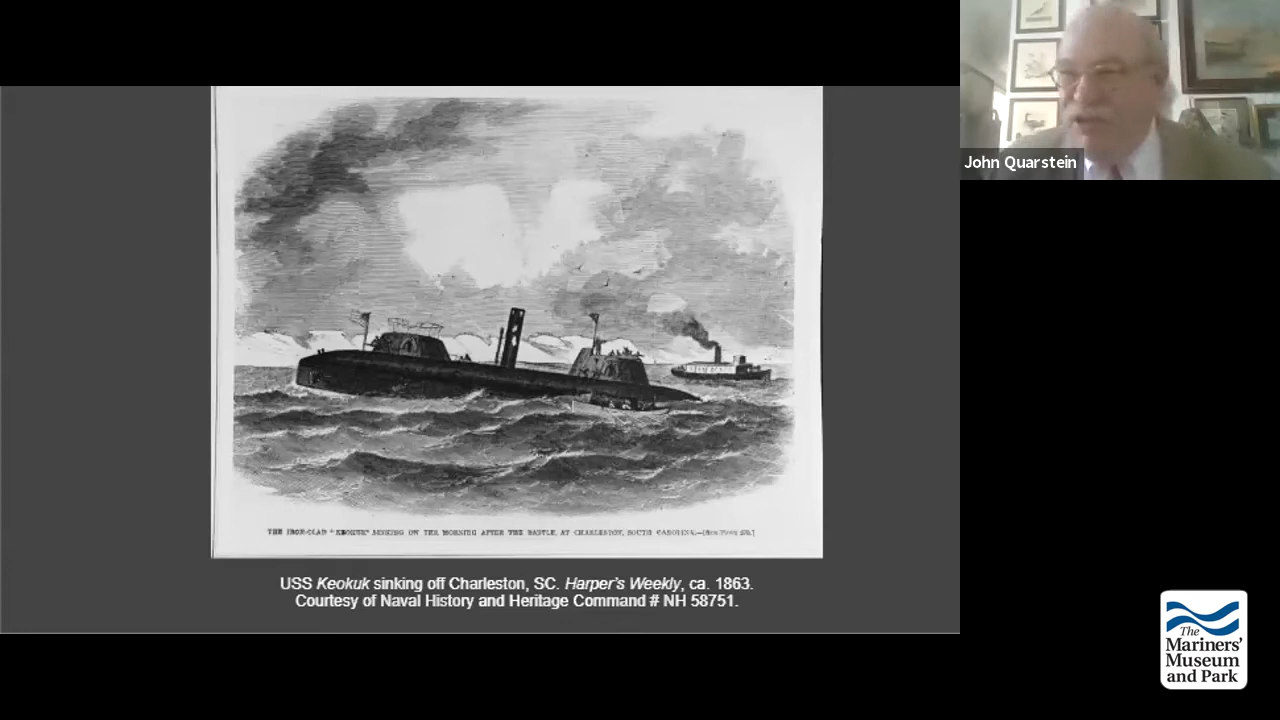 John Quarstein
THE IRON-CLAD "KEOKUK" SINKING ON THE MORNING AFTER THE BATTLE, AT CHARLESTON, SOUTH CAROLINA.—[
USS Keokuk sinking off Charleston, SC. Harper's Weekly, ca. 1863.
Courtesy of Naval History and Heritage Command # NH 58751.
The
Mariners'
Museum
and Park